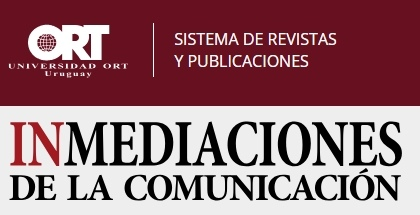 ORT
UNIVERSIDAD ORT
Uruguay
SISTEMA DE REVISTAS
Y PUBLICACIONES
INMEDIACIONES
DE LA COMUNICACIÓN